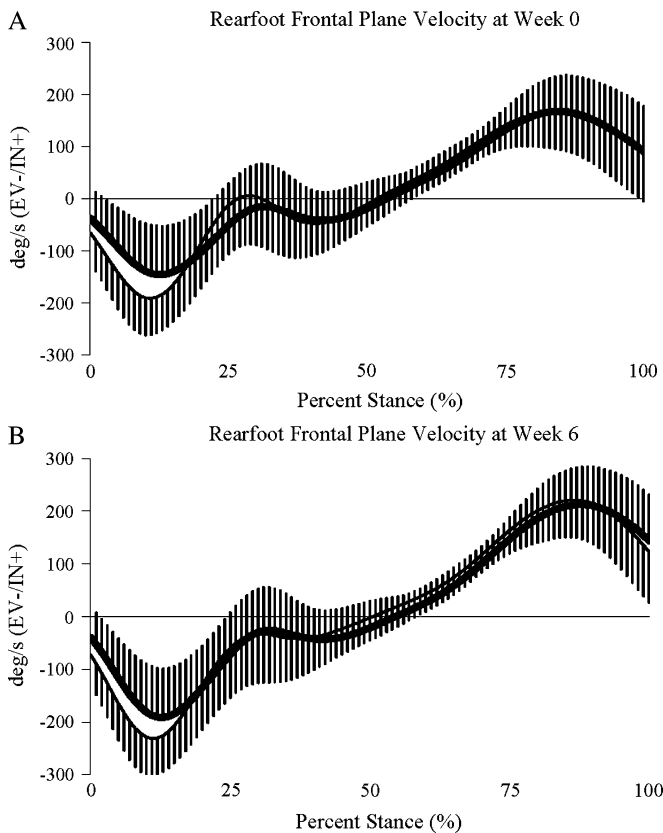 A
Rearfoot Frontal Plane Velocity at Week 0
300
200
100
0
-100
-200
-300
deg/s (EV-/IN+)
0 25 50 75 100
Percent Stance (%)
B
Rearfoot Frontal Plane Velocity at Week 6
300
200
100
0
-100
-200
-300
deg/s (EV-/IN+)
0 25 50 75 100
Percent Stance (%)